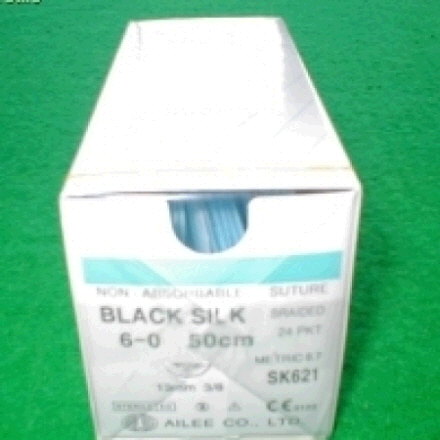 NON-ABSORBABLE SUTURE
BLACK SILK BRAIDED
6-0 50cm 24 PKT
METRIC 0.7
13mm 3/8 SK621
STERILE
AILEE CO., LTD